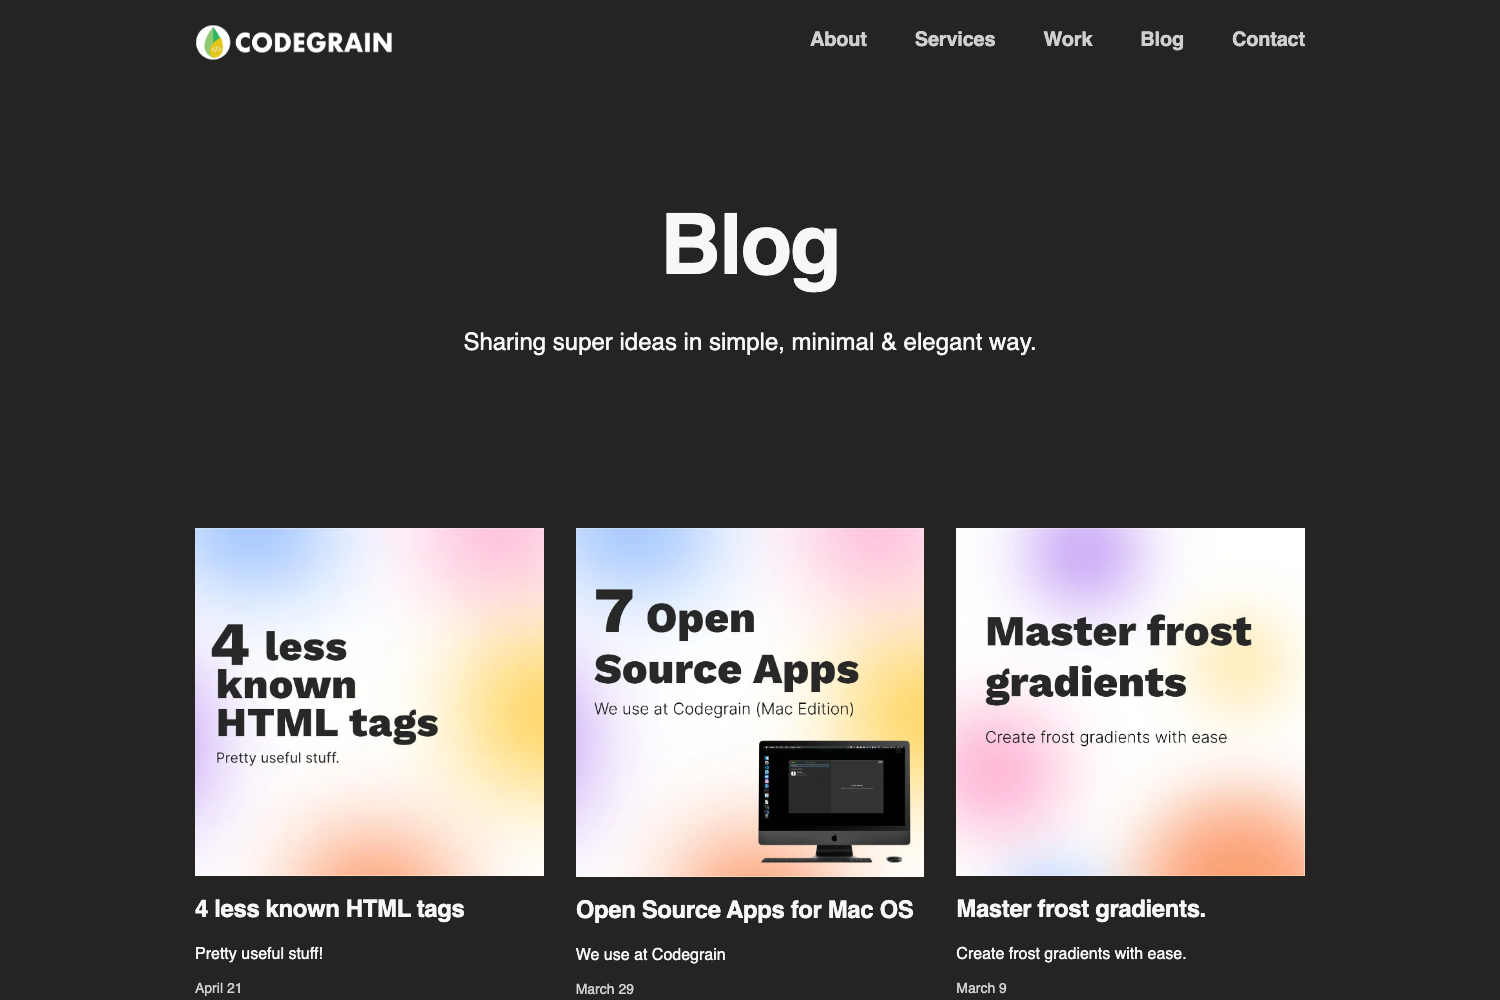 CODEGRAIN
About
Services
Work
Blog
Contact
Blog
Sharing super ideas in simple, minimal & elegant way.
4 less
known
HTML tags
Pretty useful stuff.
7 Open
Source Apps
We use at Codegrain (Mac Edition)
Master frost
gradients
Create frost gradients with ease
4 less known HTML tags
Pretty useful stuff!
April 21
Open Source Apps for Mac OS
We use at Codegrain
March 29
Master frost gradients.
Create frost gradients with ease.
March 9